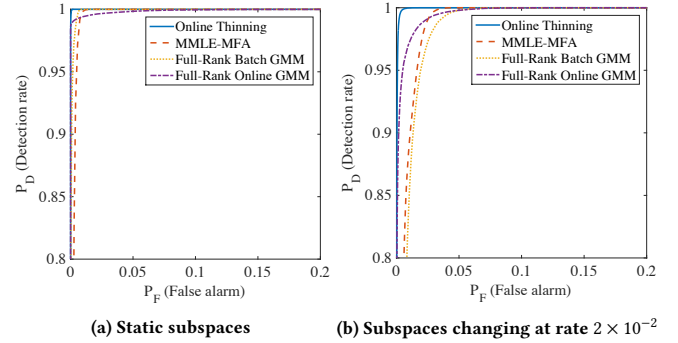 1
0.95
0.9
0.85
0.8
0
0.05
0.1
0.15
0.2
P_D (Detection rate)
P_F (False alarm)
Online Thinning
MMLE-MFA
Full-Rank Batch GMM
Full-Rank Online GMM
(a) Static subspaces
1
0.95
0.9
0.85
0.8
0
0.05
0.1
0.15
0.2
P_D (Detection rate)
P_F (False alarm)
Online Thinning
MMLE-MFA
Full-Rank Batch GMM
Full-Rank Online GMM
(b) Subspaces changing at rate 2 × 10⁻²